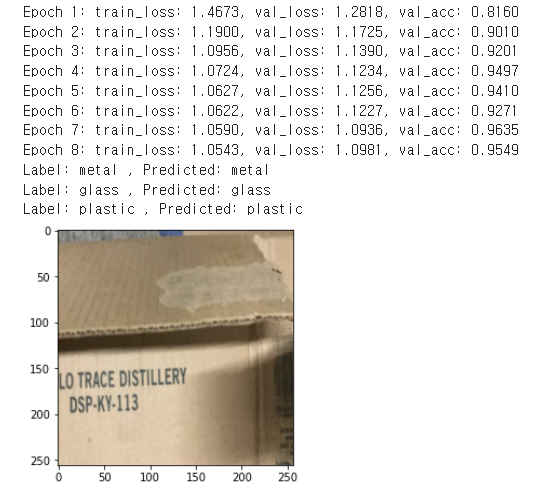 Epoch 1: train_loss: 1.4673, val_loss: 1.2818, val_acc: 0.8160
Epoch 2: train_loss: 1.1900, val_loss: 1.1725, val_acc: 0.9010
Epoch 3: train_loss: 1.0956, val_loss: 1.1390, val_acc: 0.9201
Epoch 4: train_loss: 1.0724, val_loss: 1.1234, val_acc: 0.9497
Epoch 5: train_loss: 1.0627, val_loss: 1.1256, val_acc: 0.9410
Epoch 6: train_loss: 1.0622, val_loss: 1.1227, val_acc: 0.9271
Epoch 7: train_loss: 1.0590, val_loss: 1.0936, val_acc: 0.9635
Epoch 8: train_loss: 1.0543, val_loss: 1.0981, val_acc: 0.9549
Label: metal , Predicted: metal
Label: glass , Predicted: glass
Label: plastic , Predicted: plastic
0
50
100
150
200
250
LO TRACE DISTILLERY
DSP-KY-113
0 50 100 150 200 250